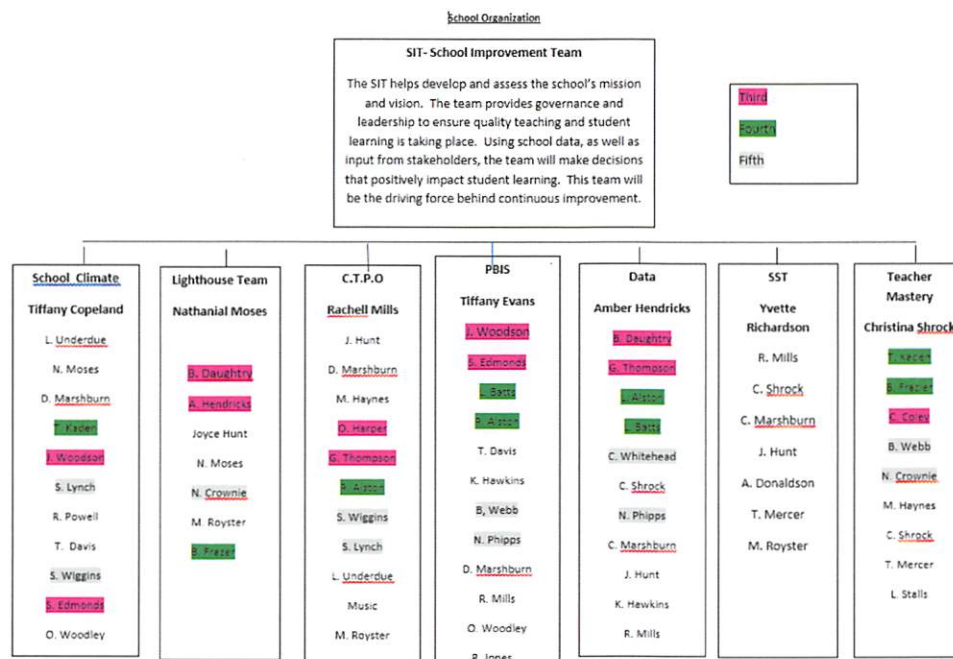 School Organization
SIT- School Improvement Team
The SIT helps develop and assess the school's mission
and vision. The team provides governance and
leadership to ensure quality teaching and student
learning is taking place. Using school data, as well as
input from stakeholders, the team will make decisions
that positively impact student learning. This team will
be the driving force behind continuous improvement.
Third
Fourth
Fifth
School Climate
Tiffany Copeland
L. Underdue
N. Moses
D. Marshburn
T. Kaden
J. Woodson
S. Lynch
R. Powell
T. Davis
S. Wiggins
S. Edmonds
O. Woodley
Lighthouse Team
Nathanial Moses
B. Daughtry
A. Hendricks
Joyce Hunt
N. Moses
N. Crownie
M. Royster
B. Frazer
C.T.P.O
Rachell Mills
J. Hunt
D. Marshburn
M. Haynes
O. Harper
G. Thompson
R. Alston
S. Wiggins
S. Lynch
L. Underdue
Music
M. Royster
PBIS
Tiffany Evans
J. Woodson
S. Edmonds
L. Batts
R. Alston
T. Davis
K. Hawkins
B, Webb
N. Phipps
D. Marshburn
R. Mills
O. Woodley
R. Jones
Data
Amber Hendricks
B. Daughtry
G. Thompson
L. Alston
L. Batts
C. Whitehead
C. Shrock
N. Phipps
C. Marshburn
J. Hunt
K. Hawkins
R. Mills
SST
Yvette
Richardson
R. Mills
C. Shrock
C. Marshburn
J. Hunt
A. Donaldson
T. Mercer
M. Royster
Teacher
Mastery
Christina Shrock
T. Keden
B. Frazier
C. Coley
B. Webb
N. Crownie
M. Haynes
C. Shrock
T. Mercer
L. Stalls